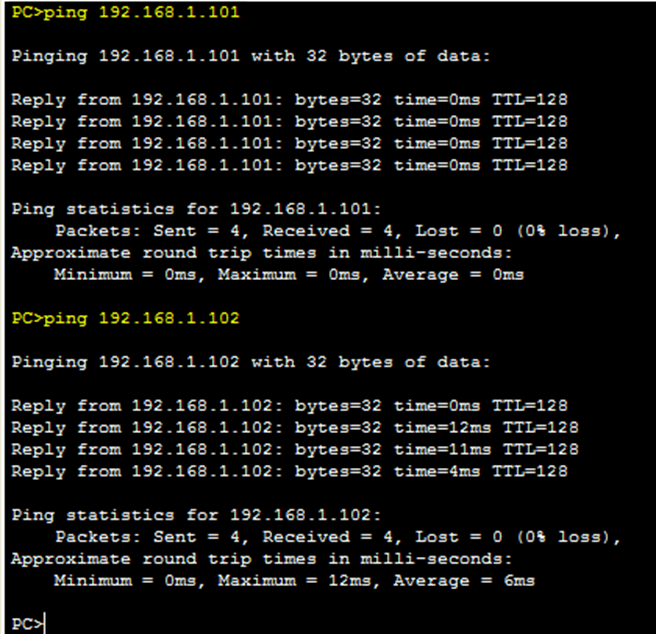 PC>ping 192.168.1.101
Pinging 192.168.1.101 with 32 bytes of data:
Reply from 192.168.1.101: bytes=32 time=0ms TTL=128
Reply from 192.168.1.101: bytes=32 time=0ms TTL=128
Reply from 192.168.1.101: bytes=32 time=0ms TTL=128
Reply from 192.168.1.101: bytes=32 time=0ms TTL=128
Ping statistics for 192.168.1.101:
Packets: Sent = 4, Received = 4, Lost = 0 (0% loss),
Approximate round trip times in milli-seconds:
Minimum = 0ms, Maximum = 0ms, Average = 0ms
PC>ping 192.168.1.102
Pinging 192.168.1.102 with 32 bytes of data:
Reply from 192.168.1.102: bytes=32 time=0ms TTL=128
Reply from 192.168.1.102: bytes=32 time=12ms TTL=128
Reply from 192.168.1.102: bytes=32 time=11ms TTL=128
Reply from 192.168.1.102: bytes=32 time=4ms TTL=128
Ping statistics for 192.168.1.102:
Packets: Sent = 4, Received = 4, Lost = 0 (0% loss),
Approximate round trip times in milli-seconds:
Minimum = 0ms, Maximum = 12ms, Average = 6ms
PC>